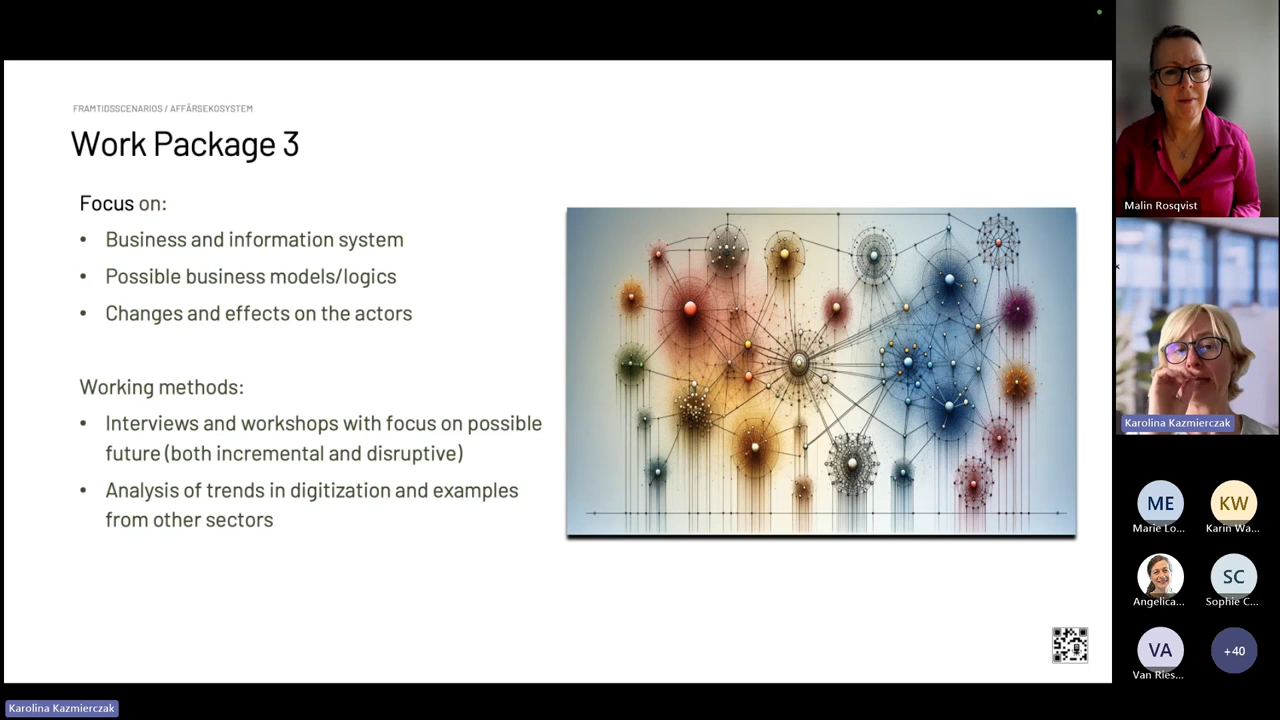 FRAMTIDSSCENARIOS / AFFÄRSEKOSYSTEM
Work Package 3
Focus on:
• Business and information system
• Possible business models/logics
• Changes and effects on the actors
Working methods:
• Interviews and workshops with focus on possible
future (both incremental and disruptive)
• Analysis of trends in digitization and examples
from other sectors
Malin Rosqvist
Karolina Kazmierczak
ME
Marie Lo...
KW
Karin Wa...
Angelica...
SC
Sophie C...
VA
Van Ries...
+40
Karolina Kazmierczak